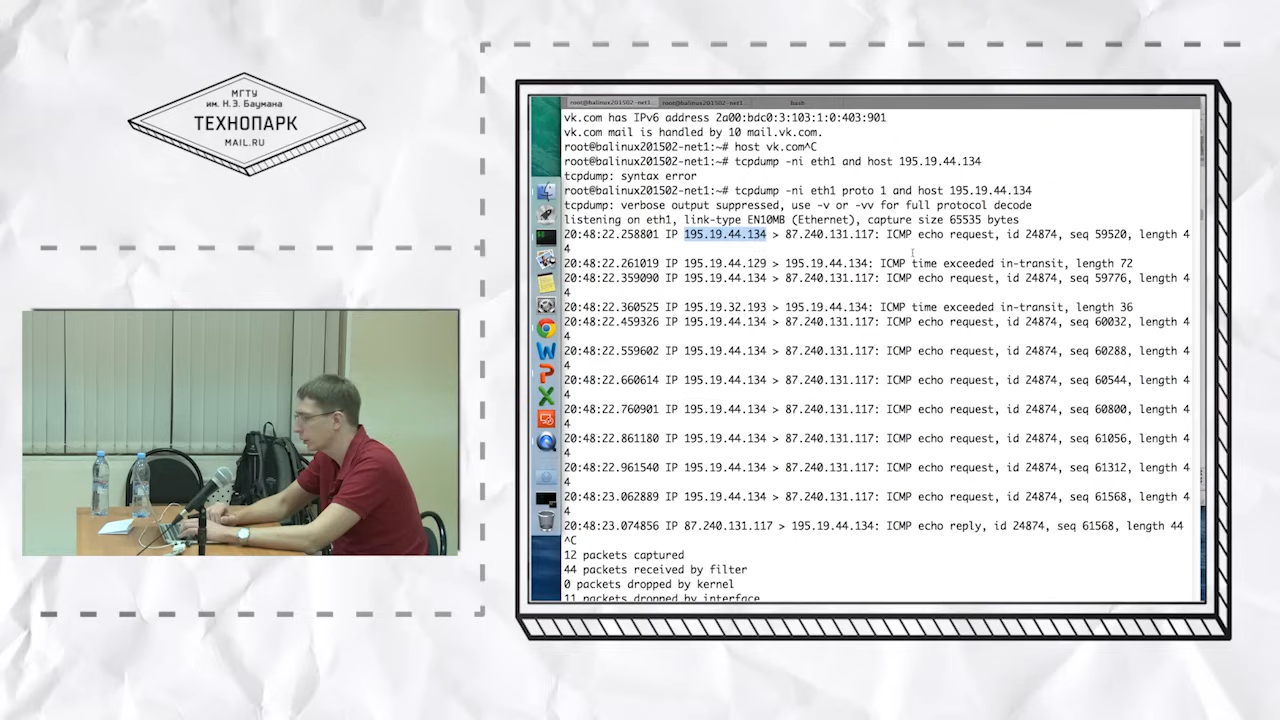 МГТУ
им. Н.Э. Баумана
ТЕХНОПАРК
MAIL.RU
root@balinux201502-net1...
root@balinux201502-net1...
bash
vk.com has IPv6 address 2a00:bdc0:3:103:1:0:403:901
vk.com mail is handled by 10 mail.vk.com.
root@balinux201502-net1:~# host vk.com^C
root@balinux201502-net1:~# tcpdump -ni eth1 and host 195.19.44.134
tcpdump: syntax error
root@balinux201502-net1:~# tcpdump -ni eth1 proto 1 and host 195.19.44.134
tcpdump: verbose output suppressed, use -v or -vv for full protocol decode
listening on eth1, link-type EN10MB (Ethernet), capture size 65535 bytes
20:48:22.258801 IP 195.19.44.134 > 87.240.131.117: ICMP echo request, id 24874, seq 59520, length 4
4
20:48:22.261019 IP 195.19.44.129 > 195.19.44.134: ICMP time exceeded in-transit, length 72
20:48:22.359090 IP 195.19.44.134 > 87.240.131.117: ICMP echo request, id 24874, seq 59776, length 4
4
20:48:22.360525 IP 195.19.32.193 > 195.19.44.134: ICMP time exceeded in-transit, length 36
20:48:22.459326 IP 195.19.44.134 > 87.240.131.117: ICMP echo request, id 24874, seq 60032, length 4
4
20:48:22.559602 IP 195.19.44.134 > 87.240.131.117: ICMP echo request, id 24874, seq 60288, length 4
4
20:48:22.660614 IP 195.19.44.134 > 87.240.131.117: ICMP echo request, id 24874, seq 60544, length 4
4
20:48:22.760901 IP 195.19.44.134 > 87.240.131.117: ICMP echo request, id 24874, seq 60800, length 4
4
20:48:22.861180 IP 195.19.44.134 > 87.240.131.117: ICMP echo request, id 24874, seq 61056, length 4
4
20:48:22.961540 IP 195.19.44.134 > 87.240.131.117: ICMP echo request, id 24874, seq 61312, length 4
4
20:48:23.062889 IP 195.19.44.134 > 87.240.131.117: ICMP echo request, id 24874, seq 61568, length 4
4
20:48:23.074856 IP 87.240.131.117 > 195.19.44.134: ICMP echo reply, id 24874, seq 61568, length 44
^C
12 packets captured
44 packets received by filter
0 packets dropped by kernel
11 packets dropped by interface